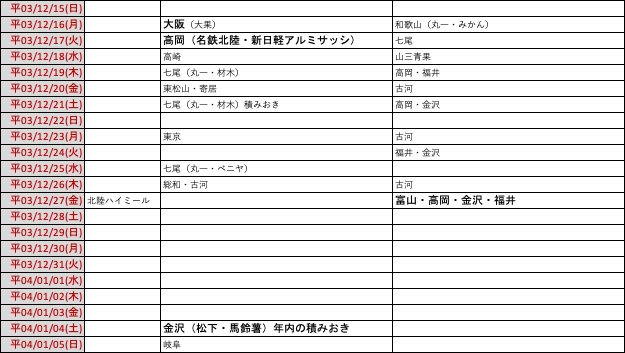 平03/12/15(日)
平03/12/16(月) 大阪（大果） 和歌山（丸一・みかん）
平03/12/17(火) 高岡（名鉄北陸・新日軽アルミサッシ） 七尾
平03/12/18(水) 高崎 山三青果
平03/12/19(木) 七尾（丸一・材木） 高岡・福井
平03/12/20(金) 東松山・寄居 古河
平03/12/21(土) 七尾（丸一・材木）積みおき 高岡・金沢
平03/12/22(日)
平03/12/23(月) 東京 古河
平03/12/24(火) 福井・金沢
平03/12/25(水) 七尾（丸一・ベニヤ）
平03/12/26(木) 総和・古河 古河
平03/12/27(金) 北陸ハイミール 富山・高岡・金沢・福井
平03/12/28(土)
平03/12/29(日)
平03/12/30(月)
平03/12/31(火)
平04/01/01(水)
平04/01/02(木)
平04/01/03(金)
平04/01/04(土) 金沢（松下・馬鈴薯）年内の積みおき
平04/01/05(日) 岐阜